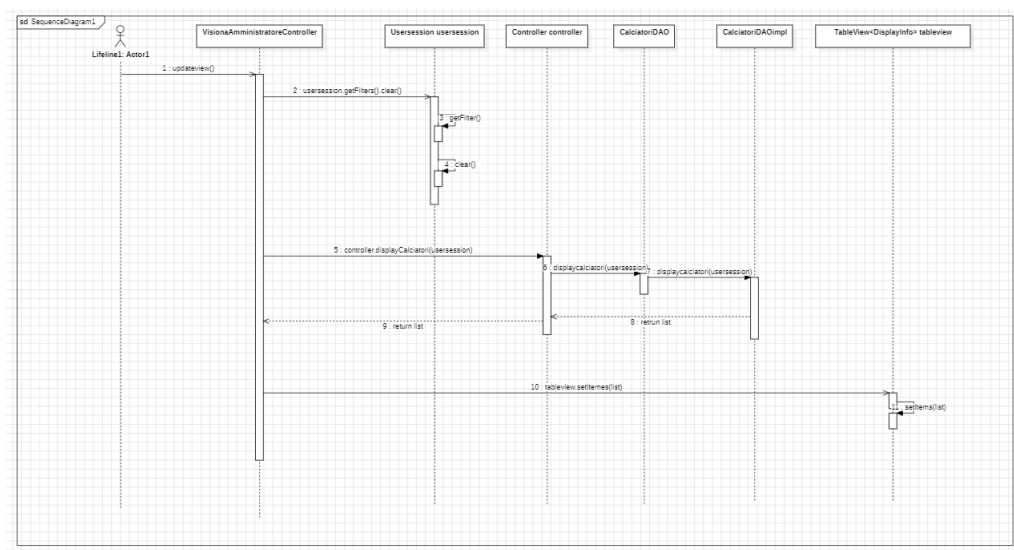 sd SequenceDiagram1
Lifeline1: Actor1
VisionaAmministratoreController
Usersession usersession
Controller controller
CalciatoriDAO
CalciatoriDAOimpl
TableView<DisplayInfo> tableview
1 : updateview()
2 : usersession.getFilters().clear()
3 : getFilter()
4 : clear()
5 : controller.displayCalciatori(usersession)
6 : displaycalciatori(usersession)
7 : displaycalciatori(usersession)
8 : retrun list
9 : return list
10 : tableview.setItemes(list)
11 : setItems(list)